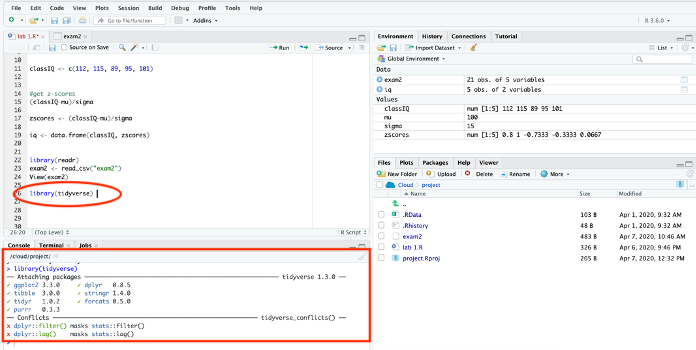 File Edit Code View Plots Session Build Debug Profile Tools Help
Go to file/function Addins R 3.6.0
lab 1.R* × exam2 ×
Source on Save Run Source
10
11 classIQ <- c(112, 115, 89, 95, 101)
12
13
14 #get z-scores
15 (classIQ-mu)/sigma
16
17 zscores <- (classIQ-mu)/sigma
18
19 iq <- data.frame(classIQ, zscores)
20
21
22 library(readr)
23 exam2 <- read_csv("exam2")
24 View(exam2)
25
26 library(tidyverse)
27
28
29
30
26:20 (Top Level) R Script
Console Terminal × Jobs ×
/cloud/project/
> library(tidyverse)
— Attaching packages — tidyverse 1.3.0 —
✓ ggplot2 3.3.0 ✓ dplyr 0.8.5
✓ tibble 3.0.0 ✓ stringr 1.4.0
✓ tidyr 1.0.2 ✓ forcats 0.5.0
✓ purrr 0.3.3
— Conflicts — tidyverse_conflicts() —
x dplyr::filter() masks stats::filter()
x dplyr::lag() masks stats::lag()
>
Environment History Connections Tutorial
Import Dataset List
Global Environment
Data
exam2 21 obs. of 5 variables
iq 5 obs. of 2 variables
Values
classIQ num [1:5] 112 115 89 95 101
mu 100
sigma 15
zscores num [1:5] 0.8 1 -0.7333 -0.3333 0.0667
Files Plots Packages Help Viewer
New Folder Upload Delete Rename More
Cloud project ...
Name Size Modified
..
.RData 103 B Apr 1, 2020, 9:32 AM
.Rhistory 48 B Apr 1, 2020, 9:32 AM
exam2 483 B Apr 7, 2020, 10:46 AM
lab 1.R 326 B Apr 6, 2020, 9:46 PM
project.Rproj 205 B Apr 7, 2020, 12:32 PM